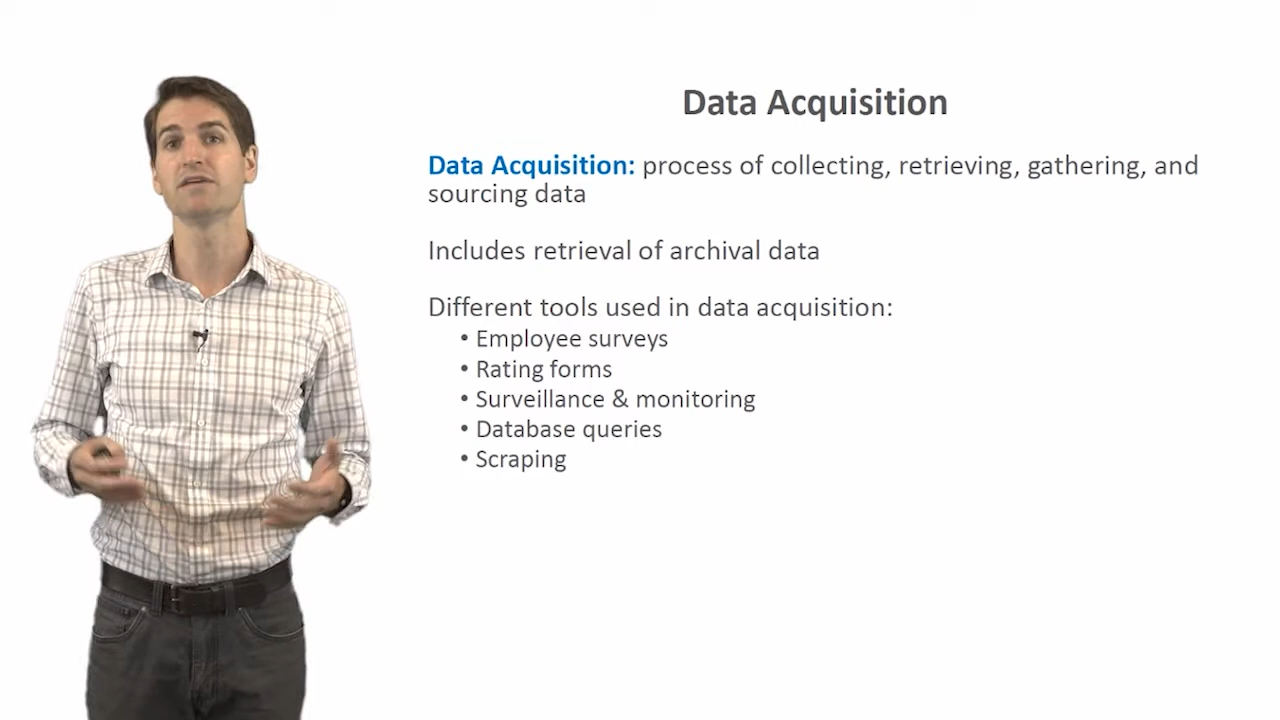 Data Acquisition
Data Acquisition: process of collecting, retrieving, gathering, and
sourcing data
Includes retrieval of archival data
Different tools used in data acquisition:
• Employee surveys
• Rating forms
• Surveillance & monitoring
• Database queries
• Scraping